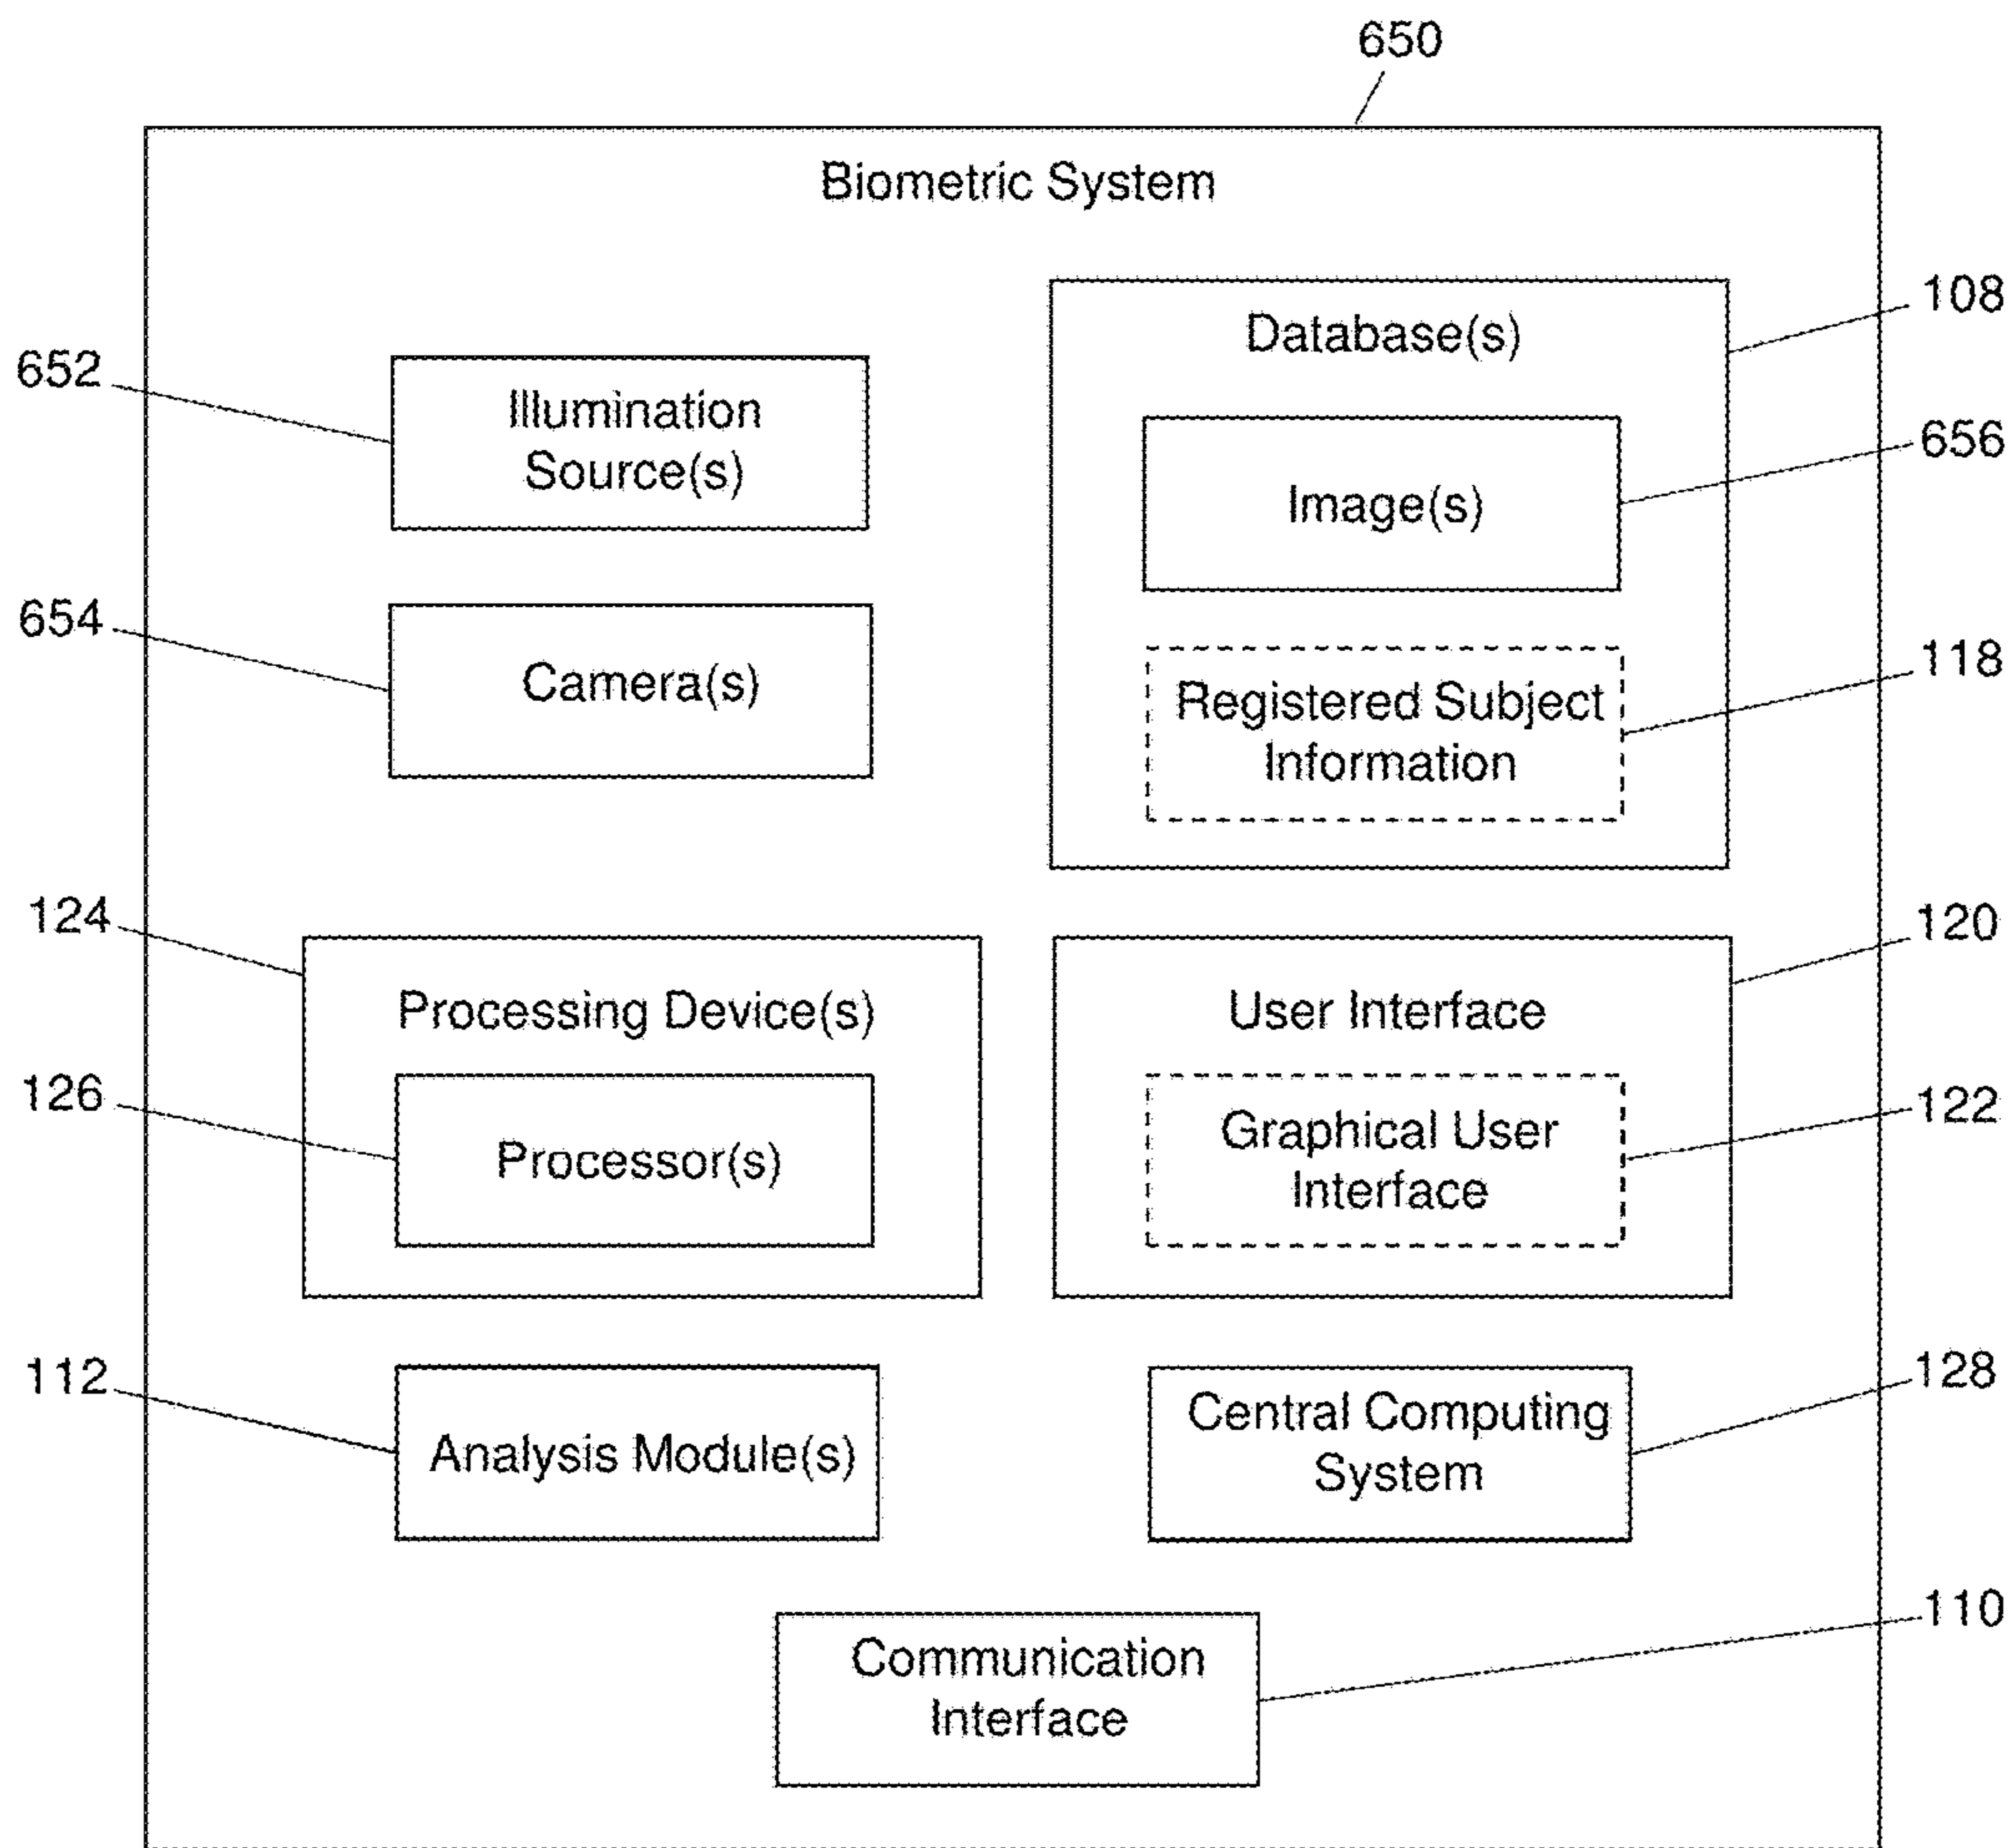 650
Biometric System
108
Database(s)
652
Illumination
Source(s)
656
Image(s)
654
Camera(s)
118
Registered Subject
Information
124
Processing Device(s)
126
Processor(s)
120
User Interface
122
Graphical User
Interface
112
Analysis Module(s)
128
Central Computing
System
110
Communication
Interface